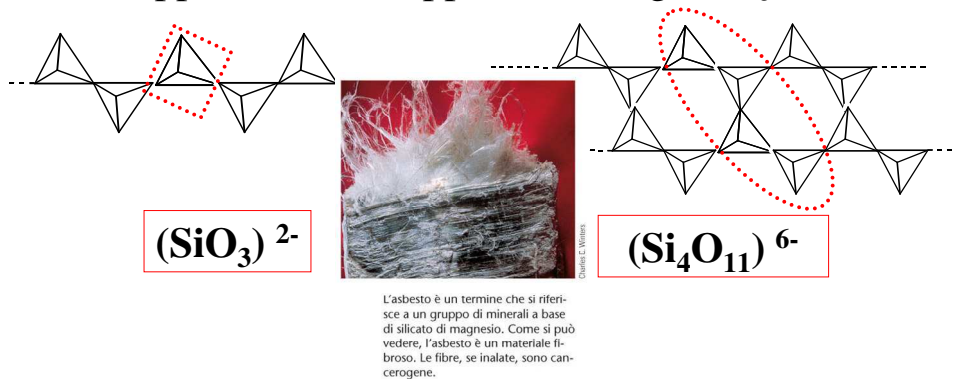 (SiO3) 2-
(Si4O11) 6-
Charles C. Winters
L'asbesto è un termine che si riferi-
sce a un gruppo di minerali a base
di silicato di magnesio. Come si può
vedere, l'asbesto è un materiale fi-
broso. Le fibre, se inalate, sono can-
cerogene.